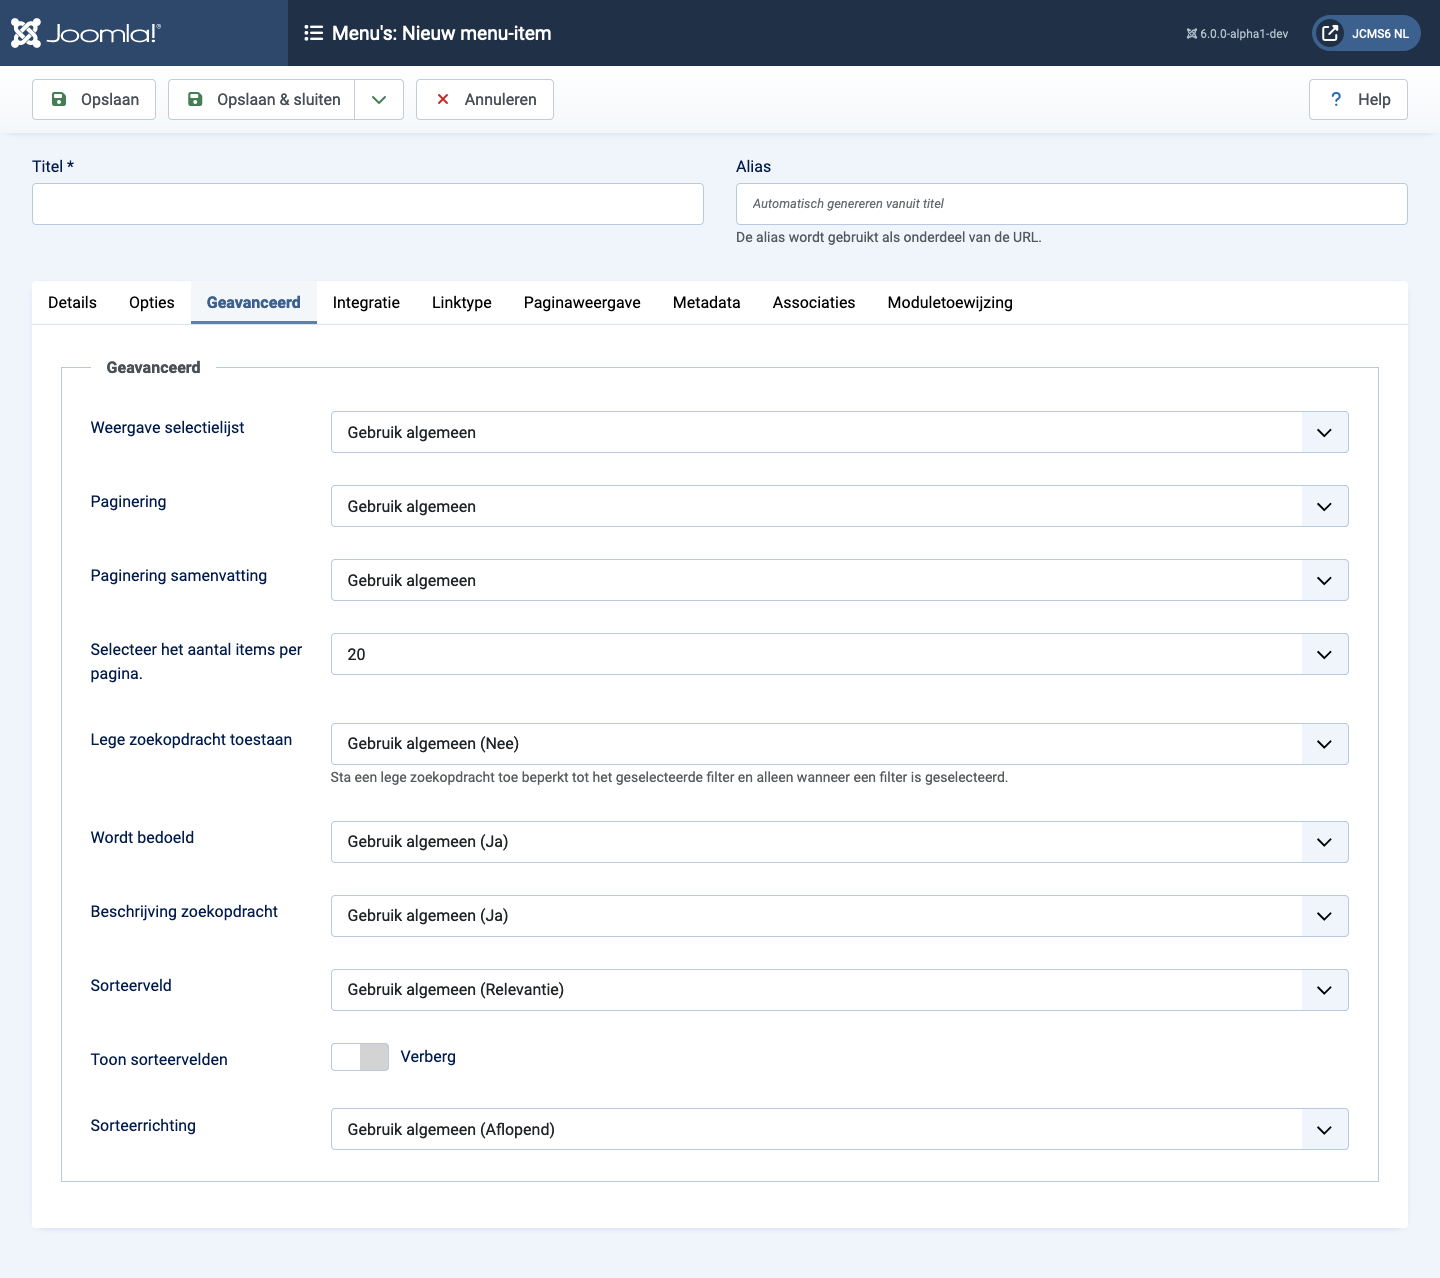 Joomla!®
Menu's: Nieuw menu-item
6.0.0-alpha1-dev
JCMS6 NL
Opslaan
Opslaan & sluiten
Annuleren
? Help
Titel *
Alias
Automatisch genereren vanuit titel
De alias wordt gebruikt als onderdeel van de URL.
Details Opties Geavanceerd Integratie Linktype Paginaweergave Metadata Associaties Moduletoewijzing
Geavanceerd
Weergave selectielijst
Gebruik algemeen
Paginering
Gebruik algemeen
Paginering samenvatting
Gebruik algemeen
Selecteer het aantal items per
pagina.
20
Lege zoekopdracht toestaan
Gebruik algemeen (Nee)
Sta een lege zoekopdracht toe beperkt tot het geselecteerde filter en alleen wanneer een filter is geselecteerd.
Wordt bedoeld
Gebruik algemeen (Ja)
Beschrijving zoekopdracht
Gebruik algemeen (Ja)
Sorteerveld
Gebruik algemeen (Relevantie)
Toon sorteervelden
Verberg
Sorteerrichting
Gebruik algemeen (Aflopend)